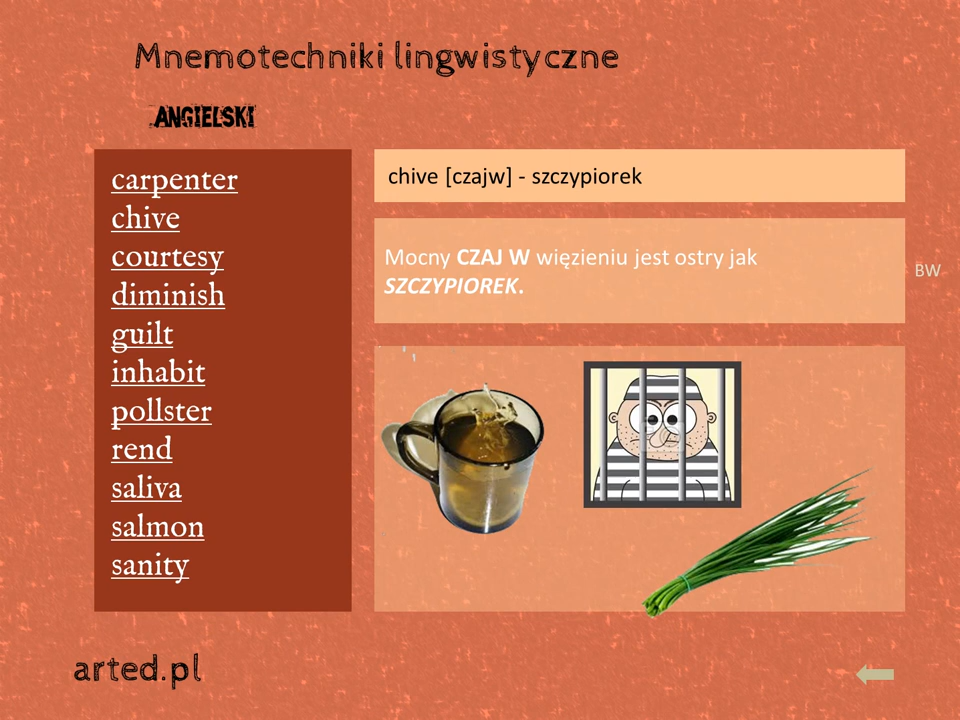 Mnemotechniki lingwistyczne
ANGIELSKI
carpenter
chive
courtesy
diminish
guilt
inhabit
pollster
rend
saliva
salmon
sanity
chive [czajw] - szczypiorek
Mocny CZAJ W więzieniu jest ostry jak
SZCZYPIOREK.
BW
arted.pl